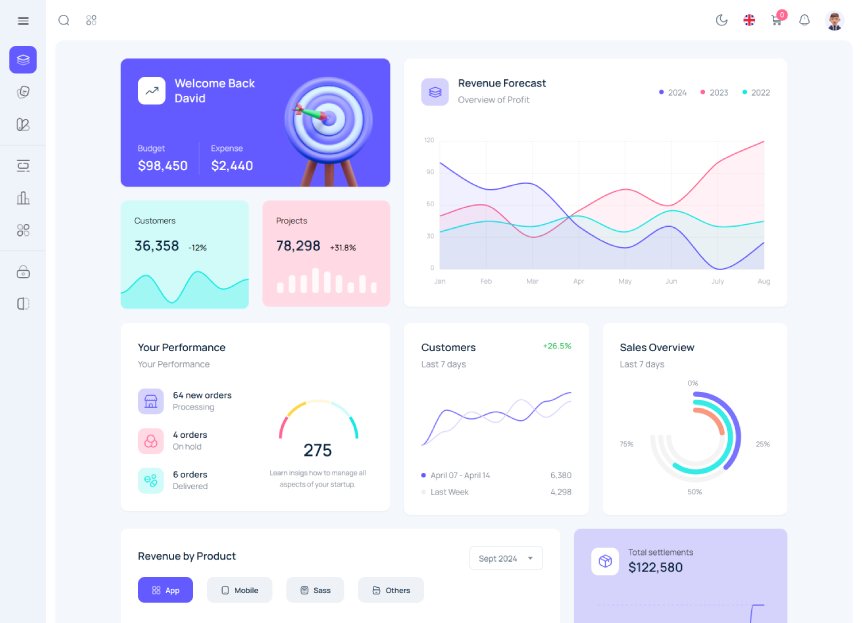 0
Welcome Back
David
Budget
Expense
$98,450
$2,440
Revenue Forecast
Overview of Profit
2024
2023
2022
120
90
60
30
0
Jan
Feb
Mar
Apr
May
Jun
July
Aug
Customers
36,358 -12%
Projects
78,298 +31.8%
Your Performance
Your Performance
64 new orders
Processing
4 orders
On hold
6 orders
Delivered
275
Learn insigs how to manage all
aspects of your startup.
Customers
+26.5%
Last 7 days
April 07 - April 14
6,380
Last Week
4,298
Sales Overview
Last 7 days
0%
25%
50%
75%
Revenue by Product
Sept 2024
App
Mobile
Sass
Others
Total settlements
$122,580